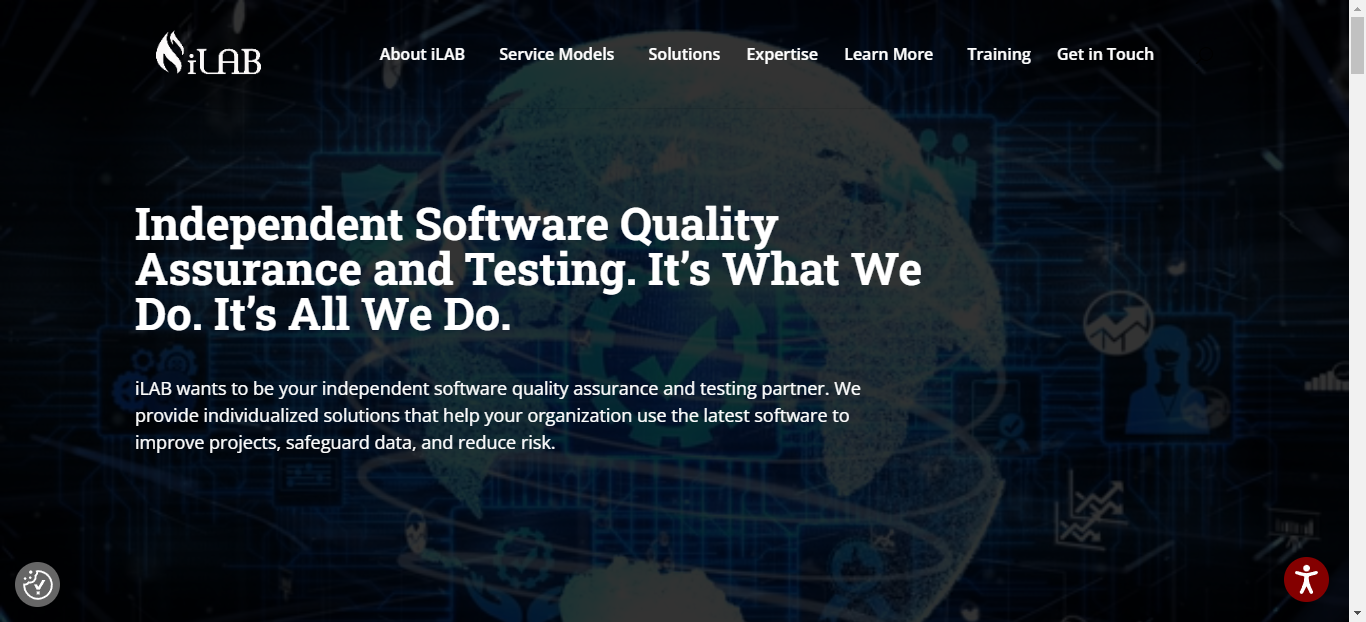 iLAB
About iLAB Service Models Solutions Expertise Learn More Training Get in Touch
Independent Software Quality
Assurance and Testing. It’s What We
Do. It’s All We Do.
iLAB wants to be your independent software quality assurance and testing partner. We
provide individualized solutions that help your organization use the latest software to
improve projects, safeguard data, and reduce risk.